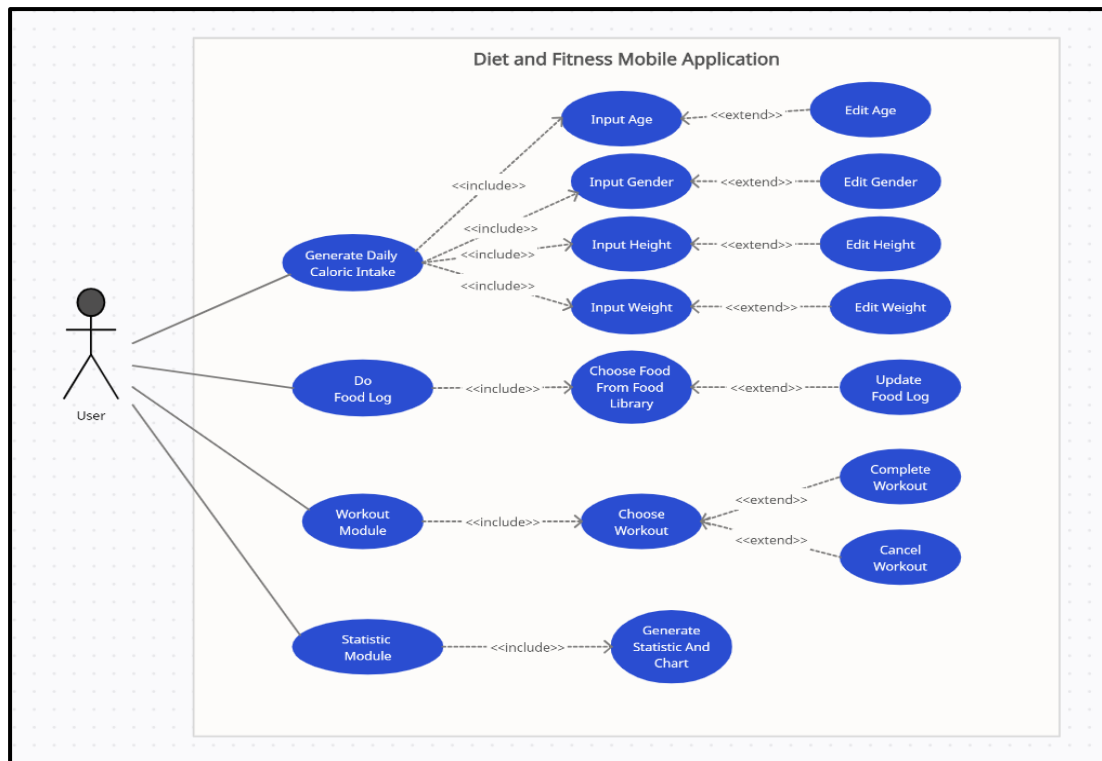 Diet and Fitness Mobile Application
Input Age
<<extend>>
Edit Age
<<include>>
Input Gender
<<extend>>
Edit Gender
<<include>>
Generate Daily
Caloric Intake
<<include>>
Input Height
<<extend>>
Edit Height
<<include>>
Input Weight
<<extend>>
Edit Weight
User
Do
Food Log
<<include>>
Choose Food
From Food
Library
<<extend>>
Update
Food Log
Workout
Module
<<include>>
Choose
Workout
<<extend>>
Complete
Workout
<<extend>>
Cancel
Workout
Statistic
Module
<<include>>
Generate
Statistic And
Chart